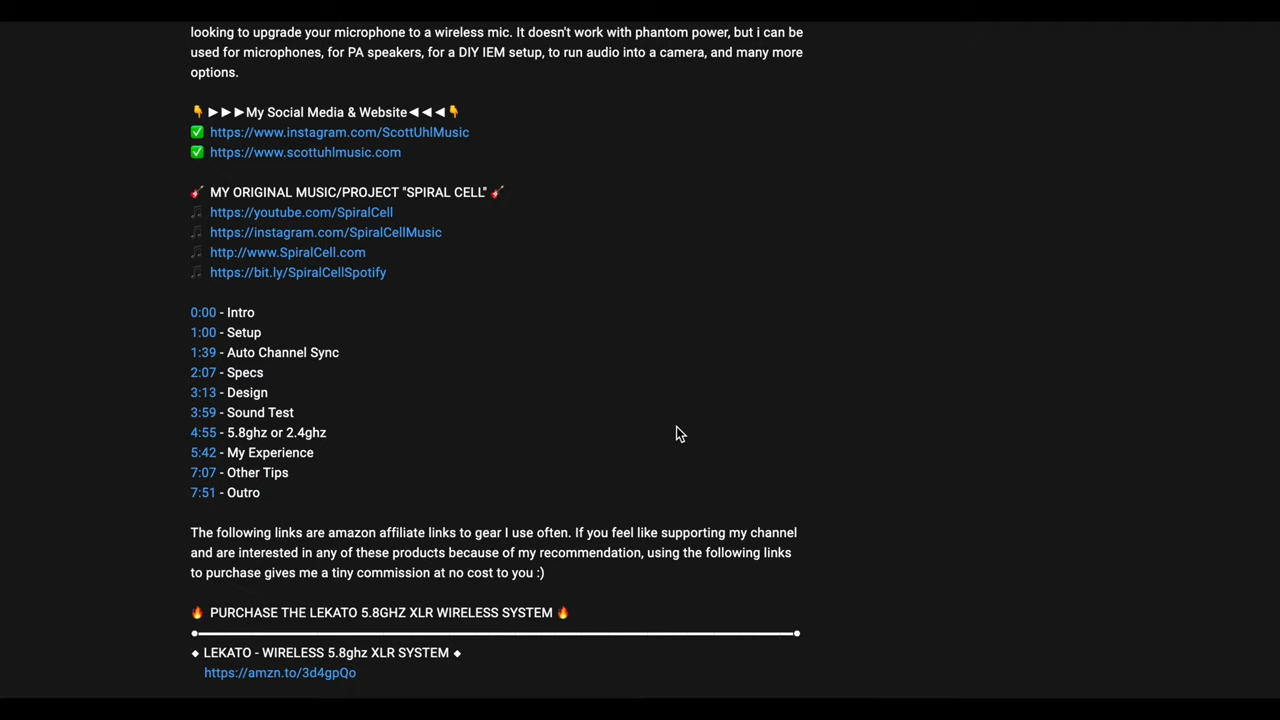 looking to upgrade your microphone to a wireless mic. It doesn't work with phantom power, but i can be
used for microphones, for PA speakers, for a DIY IEM setup, to run audio into a camera, and many more
options.
👇►►►My Social Media & Website◄◄◄👇
✅ https://www.instagram.com/ScottUhlMusic
✅ https://www.scottuhlmusic.com
🎸 MY ORIGINAL MUSIC/PROJECT "SPIRAL CELL" 🎸
🎵 https://youtube.com/SpiralCell
🎵 https://instagram.com/SpiralCellMusic
🎵 http://www.SpiralCell.com
🎵 https://bit.ly/SpiralCellSpotify
0:00 - Intro
1:00 - Setup
1:39 - Auto Channel Sync
2:07 - Specs
3:13 - Design
3:59 - Sound Test
4:55 - 5.8ghz or 2.4ghz
5:42 - My Experience
7:07 - Other Tips
7:51 - Outro
The following links are amazon affiliate links to gear I use often. If you feel like supporting my channel
and are interested in any of these products because of my recommendation, using the following links
to purchase gives me a tiny commission at no cost to you :)
🔥 PURCHASE THE LEKATO 5.8GHZ XLR WIRELESS SYSTEM 🔥
◆ LEKATO - WIRELESS 5.8ghz XLR SYSTEM ◆
https://amzn.to/3d4gpQo